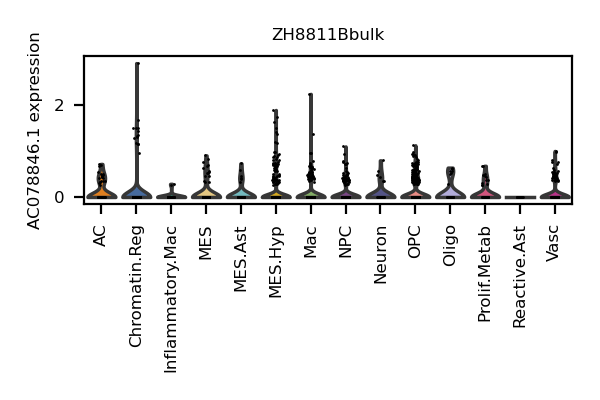 ZH8811Bbulk
AC078846.1 expression
2
0
AC
Chromatin.Reg
Inflammatory.Mac
MES
MES.Ast
MES.Hyp
Mac
NPC
Neuron
OPC
Oligo
Prolif.Metab
Reactive.Ast
Vasc